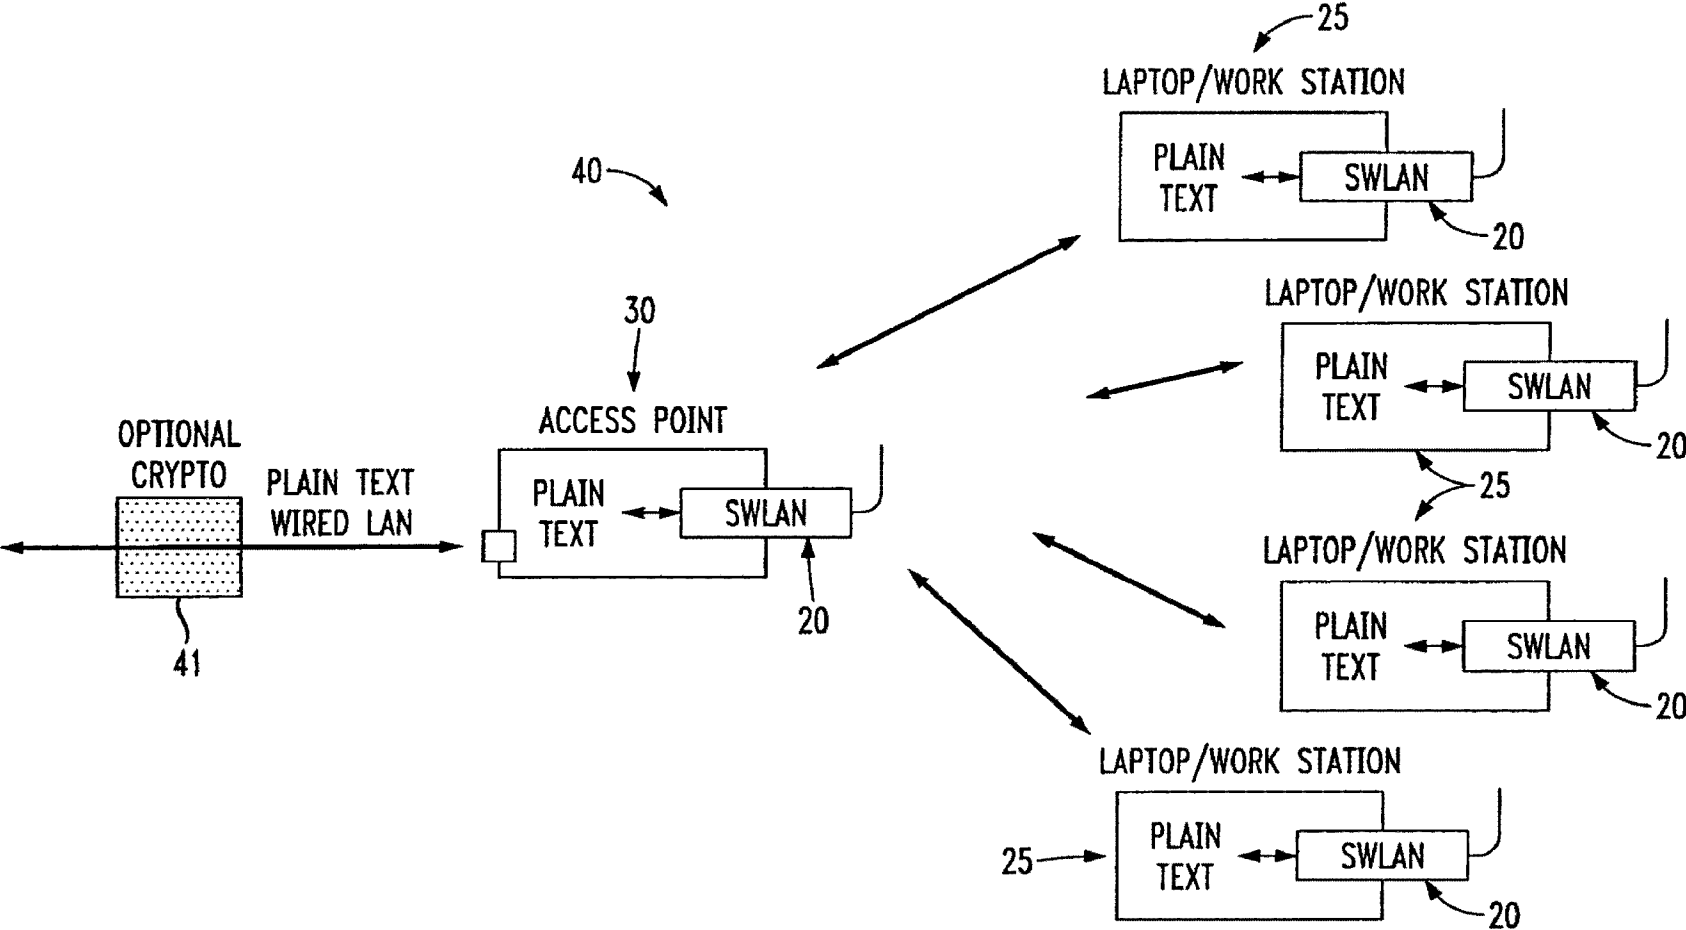 25
LAPTOP/WORK STATION
PLAIN
TEXT
SWLAN
20
40
LAPTOP/WORK STATION
PLAIN
TEXT
SWLAN
20
25
30
ACCESS POINT
PLAIN
TEXT
SWLAN
20
OPTIONAL
CRYPTO
PLAIN TEXT
WIRED LAN
41
LAPTOP/WORK STATION
PLAIN
TEXT
SWLAN
20
LAPTOP/WORK STATION
25
PLAIN
TEXT
SWLAN
20